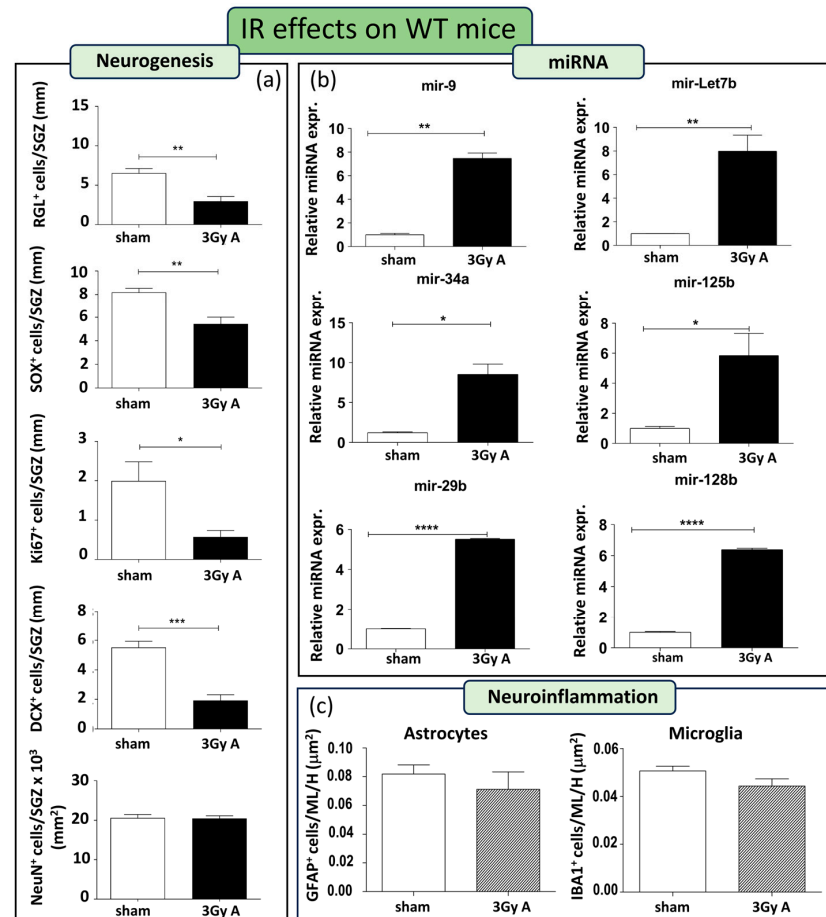 IR effects on WT mice
Neurogenesis
(a)
RGL⁺ cells/SGZ (mm)
15
10
5
0
**
sham
3Gy A
SOX⁺ cells/SGZ (mm)
10
8
6
4
2
0
**
sham
3Gy A
Ki67⁺ cells/SGZ (mm)
3
2
1
0
*
sham
3Gy A
DCX⁺ cells/SGZ (mm)
8
6
4
2
0
***
sham
3Gy A
NeuN⁺ cells/SGZ x 10³
(mm²)
30
20
10
0
sham
3Gy A
(b)
miRNA
mir-9
Relative miRNA expr.
10
8
6
4
2
0
**
sham
3Gy A
mir-Let7b
Relative miRNA expr.
10
8
6
4
2
0
**
sham
3Gy A
mir-34a
Relative miRNA expr.
15
10
5
0
*
sham
3Gy A
mir-125b
Relative miRNA expr.
8
6
4
2
0
*
sham
3Gy A
mir-29b
Relative miRNA expr.
6
4
2
0
****
sham
3Gy A
mir-128b
Relative miRNA expr.
8
6
4
2
0
****
sham
3Gy A
(c)
Neuroinflammation
Astrocytes
GFAP⁺ cells/ML/H (µm²)
0.10
0.08
0.06
0.04
0.02
0.00
sham
3Gy A
Microglia
IBA1⁺ cells/ML/H (µm²)
0.06
0.04
0.02
0.00
sham
3Gy A